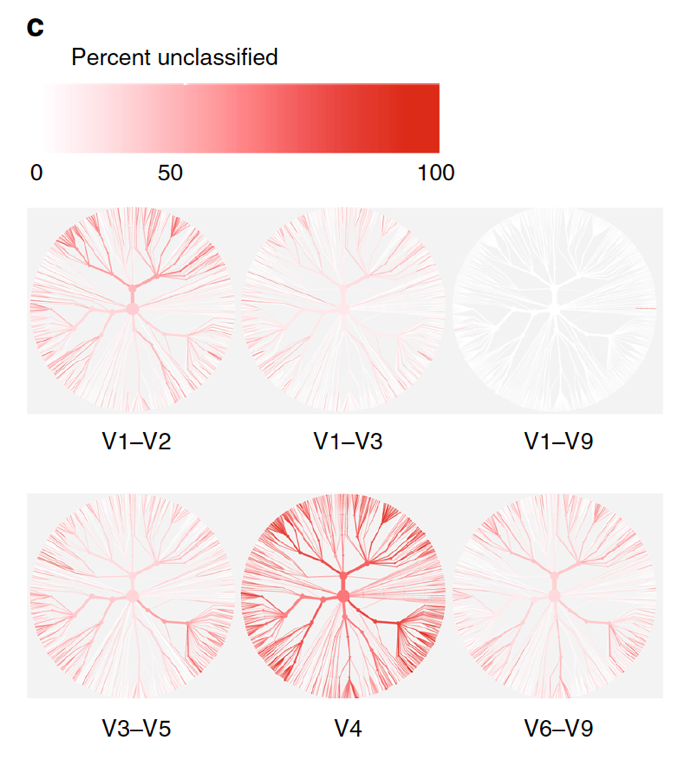 c
Percent unclassified
0 50 100
V1–V2 V1–V3 V1–V9
V3–V5 V4 V6–V9